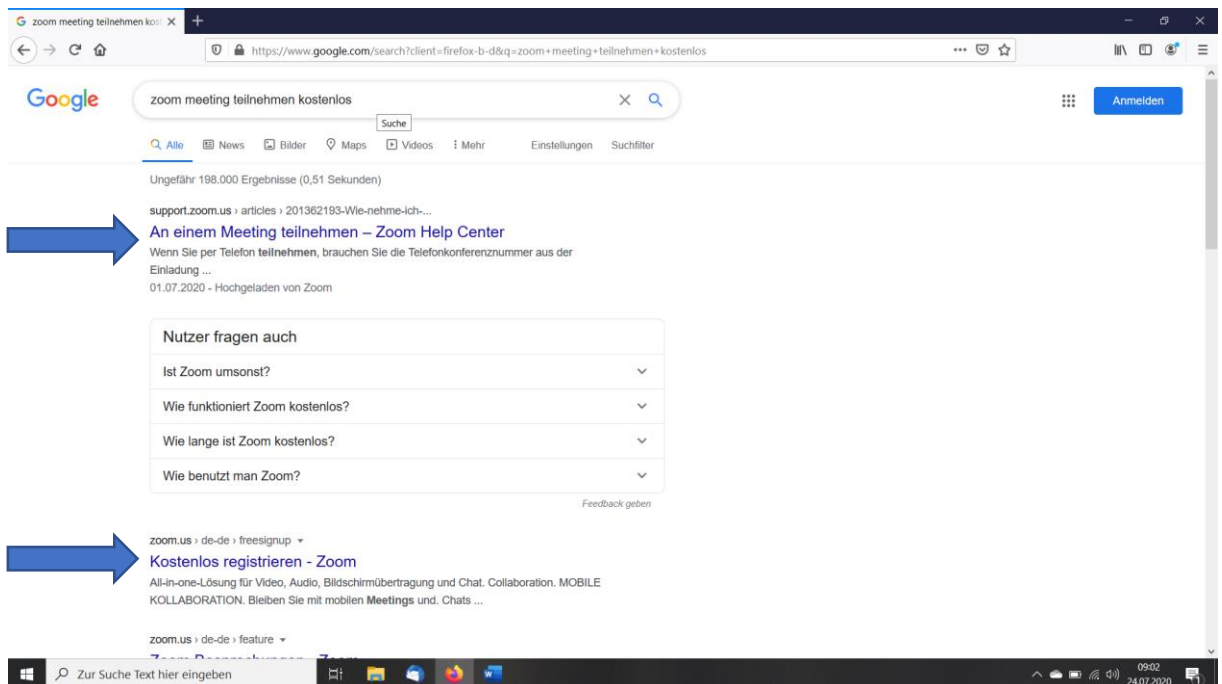 zoom meeting teilnehmen kos
https://www.google.com/search?client=firefox-b-d&q=zoom+meeting+teilnehmen+kostenlos
Google
zoom meeting teilnehmen kostenlos
Anmelden
Suche
Alle News Bilder Maps Videos Mehr Einstellungen Suchfilter
Ungefähr 198.000 Ergebnisse (0,51 Sekunden)
support.zoom.us › articles › 201362193-Wie-nehme-ich-...
An einem Meeting teilnehmen – Zoom Help Center
Wenn Sie per Telefon teilnehmen, brauchen Sie die Telefonkonferenznummer aus der
Einladung ...
01.07.2020 - Hochgeladen von Zoom
Nutzer fragen auch
Ist Zoom umsonst?
Wie funktioniert Zoom kostenlos?
Wie lange ist Zoom kostenlos?
Wie benutzt man Zoom?
Feedback geben
zoom.us › de-de › freesignup
Kostenlos registrieren - Zoom
All-in-one-Lösung für Video, Audio, Bildschirmübertragung und Chat. Collaboration. MOBILE
KOLLABORATION. Bleiben Sie mit mobilen Meetings und. Chats ...
zoom.us › de-de › feature
Zoom Besprechungen - Zoom
Zur Suche Text hier eingeben
09:02
24.07.2020